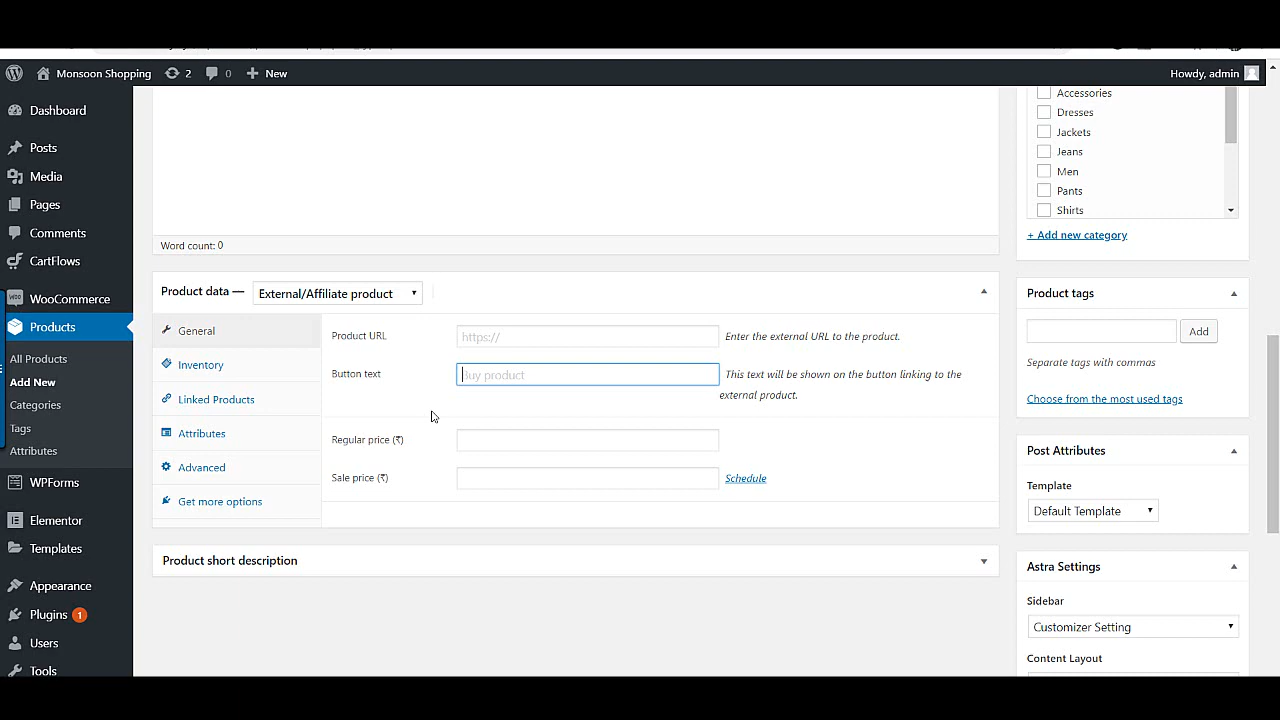 Monsoon Shopping 2 0 New Howdy, admin
Dashboard
Posts
Media
Pages
Comments
CartFlows
WooCommerce
Products
All Products
Add New
Categories
Tags
Attributes
WPForms
Elementor
Templates
Appearance
Plugins 1
Users
Tools
Word count: 0
Product data — External/Affiliate product
General
Inventory
Linked Products
Attributes
Advanced
Get more options
Product URL https:// Enter the external URL to the product.
Button text Buy product This text will be shown on the button linking to the
external product.
Regular price (₹)
Sale price (₹) Schedule
Product short description
Accessories
Dresses
Jackets
Jeans
Men
Pants
Shirts
+ Add new category
Product tags
Add
Separate tags with commas
Choose from the most used tags
Post Attributes
Template
Default Template
Astra Settings
Sidebar
Customizer Setting
Content Layout